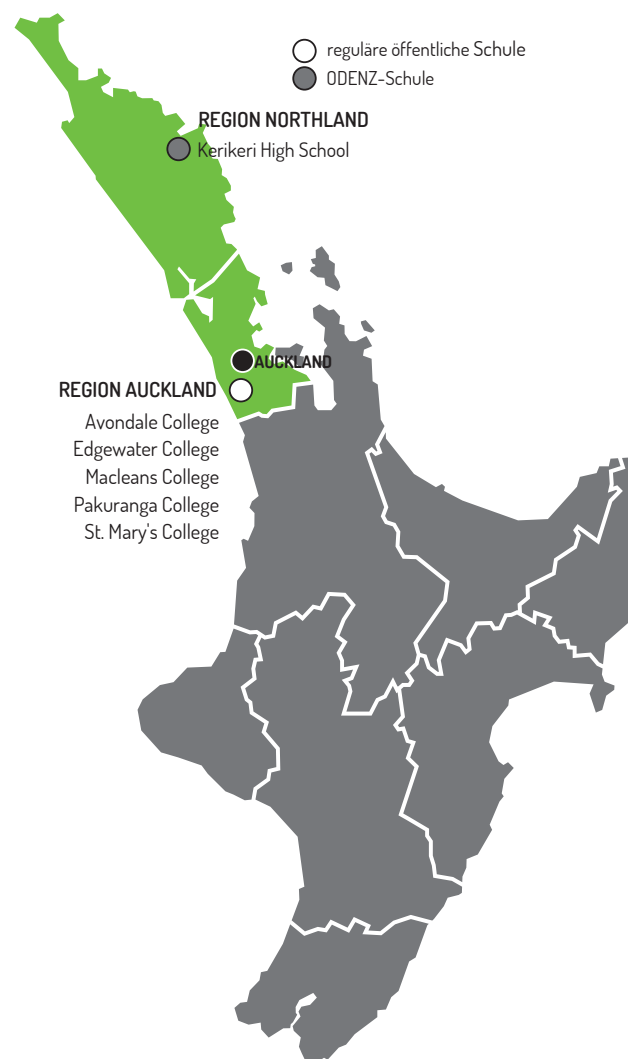 reguläre öffentliche Schule
ODENZ-Schule
REGION NORTHLAND
Kerikeri High School
AUCKLAND
REGION AUCKLAND
Avondale College
Edgewater College
Macleans College
Pakuranga College
St. Mary's College